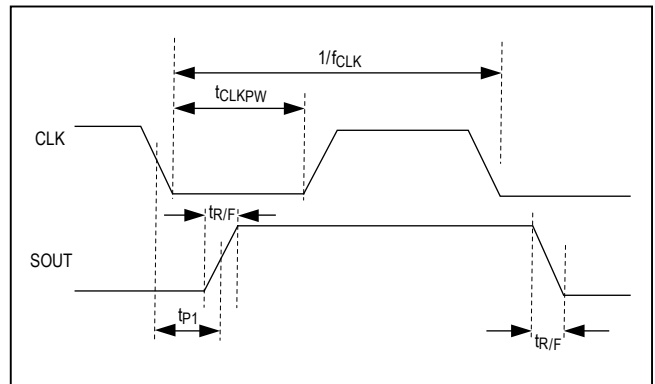 1/fCLK
tCLKPW
CLK
tR/F
SOUT
tP1
tR/F